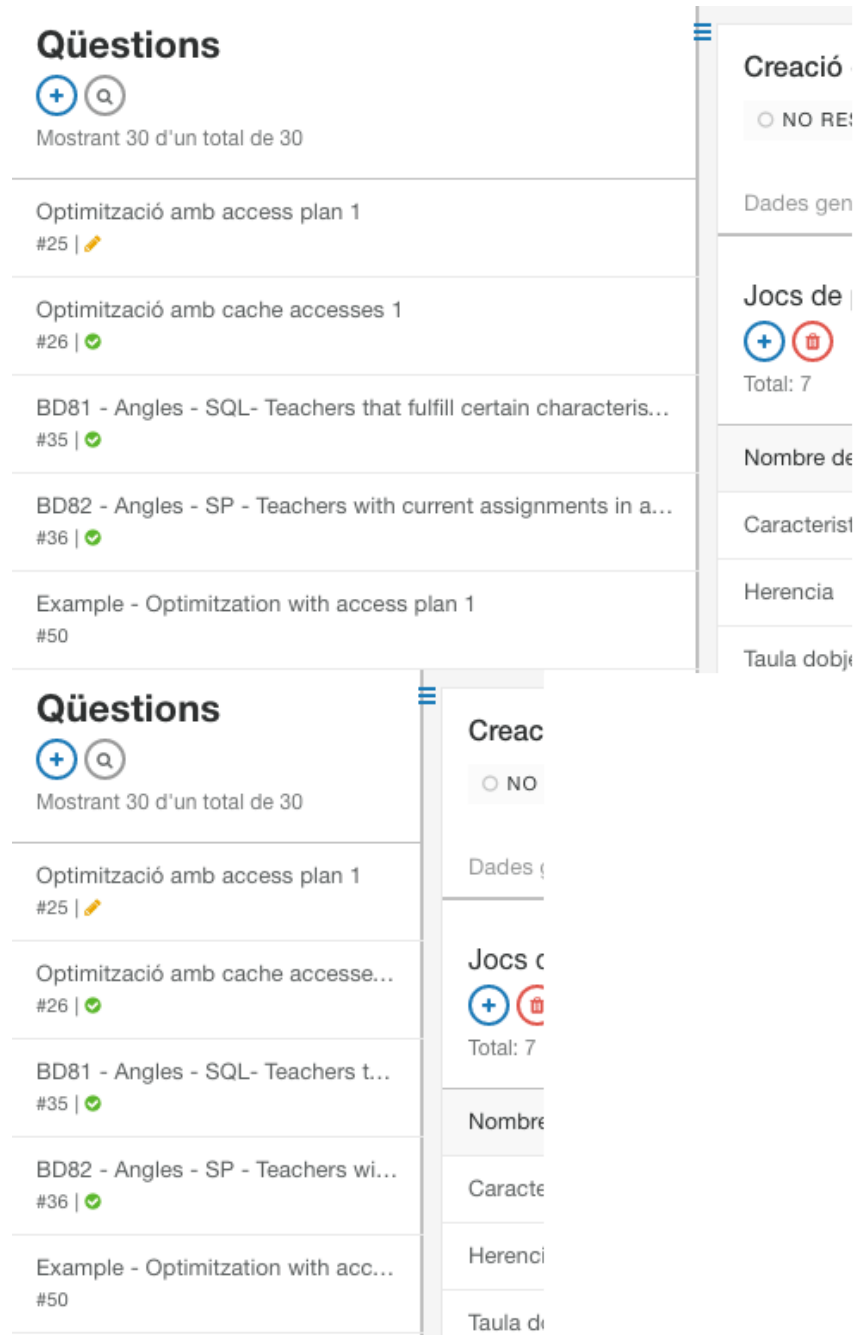 Qüestions
Mostrant 30 d'un total de 30
Optimització amb access plan 1
#25 |
Optimització amb cache accesses 1
#26 |
BD81 - Angles - SQL- Teachers that fulfill certain characteris...
#35 |
BD82 - Angles - SP - Teachers with current assignments in a...
#36 |
Example - Optimitzation with access plan 1
#50
Creació
NO RES
Dades gen
Jocs de
Total: 7
Nombre de
Caracterist
Herencia
Taula dobje
Qüestions
Mostrant 30 d'un total de 30
Optimització amb access plan 1
#25 |
Optimització amb cache accesse...
#26 |
BD81 - Angles - SQL- Teachers t...
#35 |
BD82 - Angles - SP - Teachers wi...
#36 |
Example - Optimitzation with acc...
#50
Creac
NO
Dades
Jocs
Total: 7
Nombre
Caracte
Herenci
Taula d